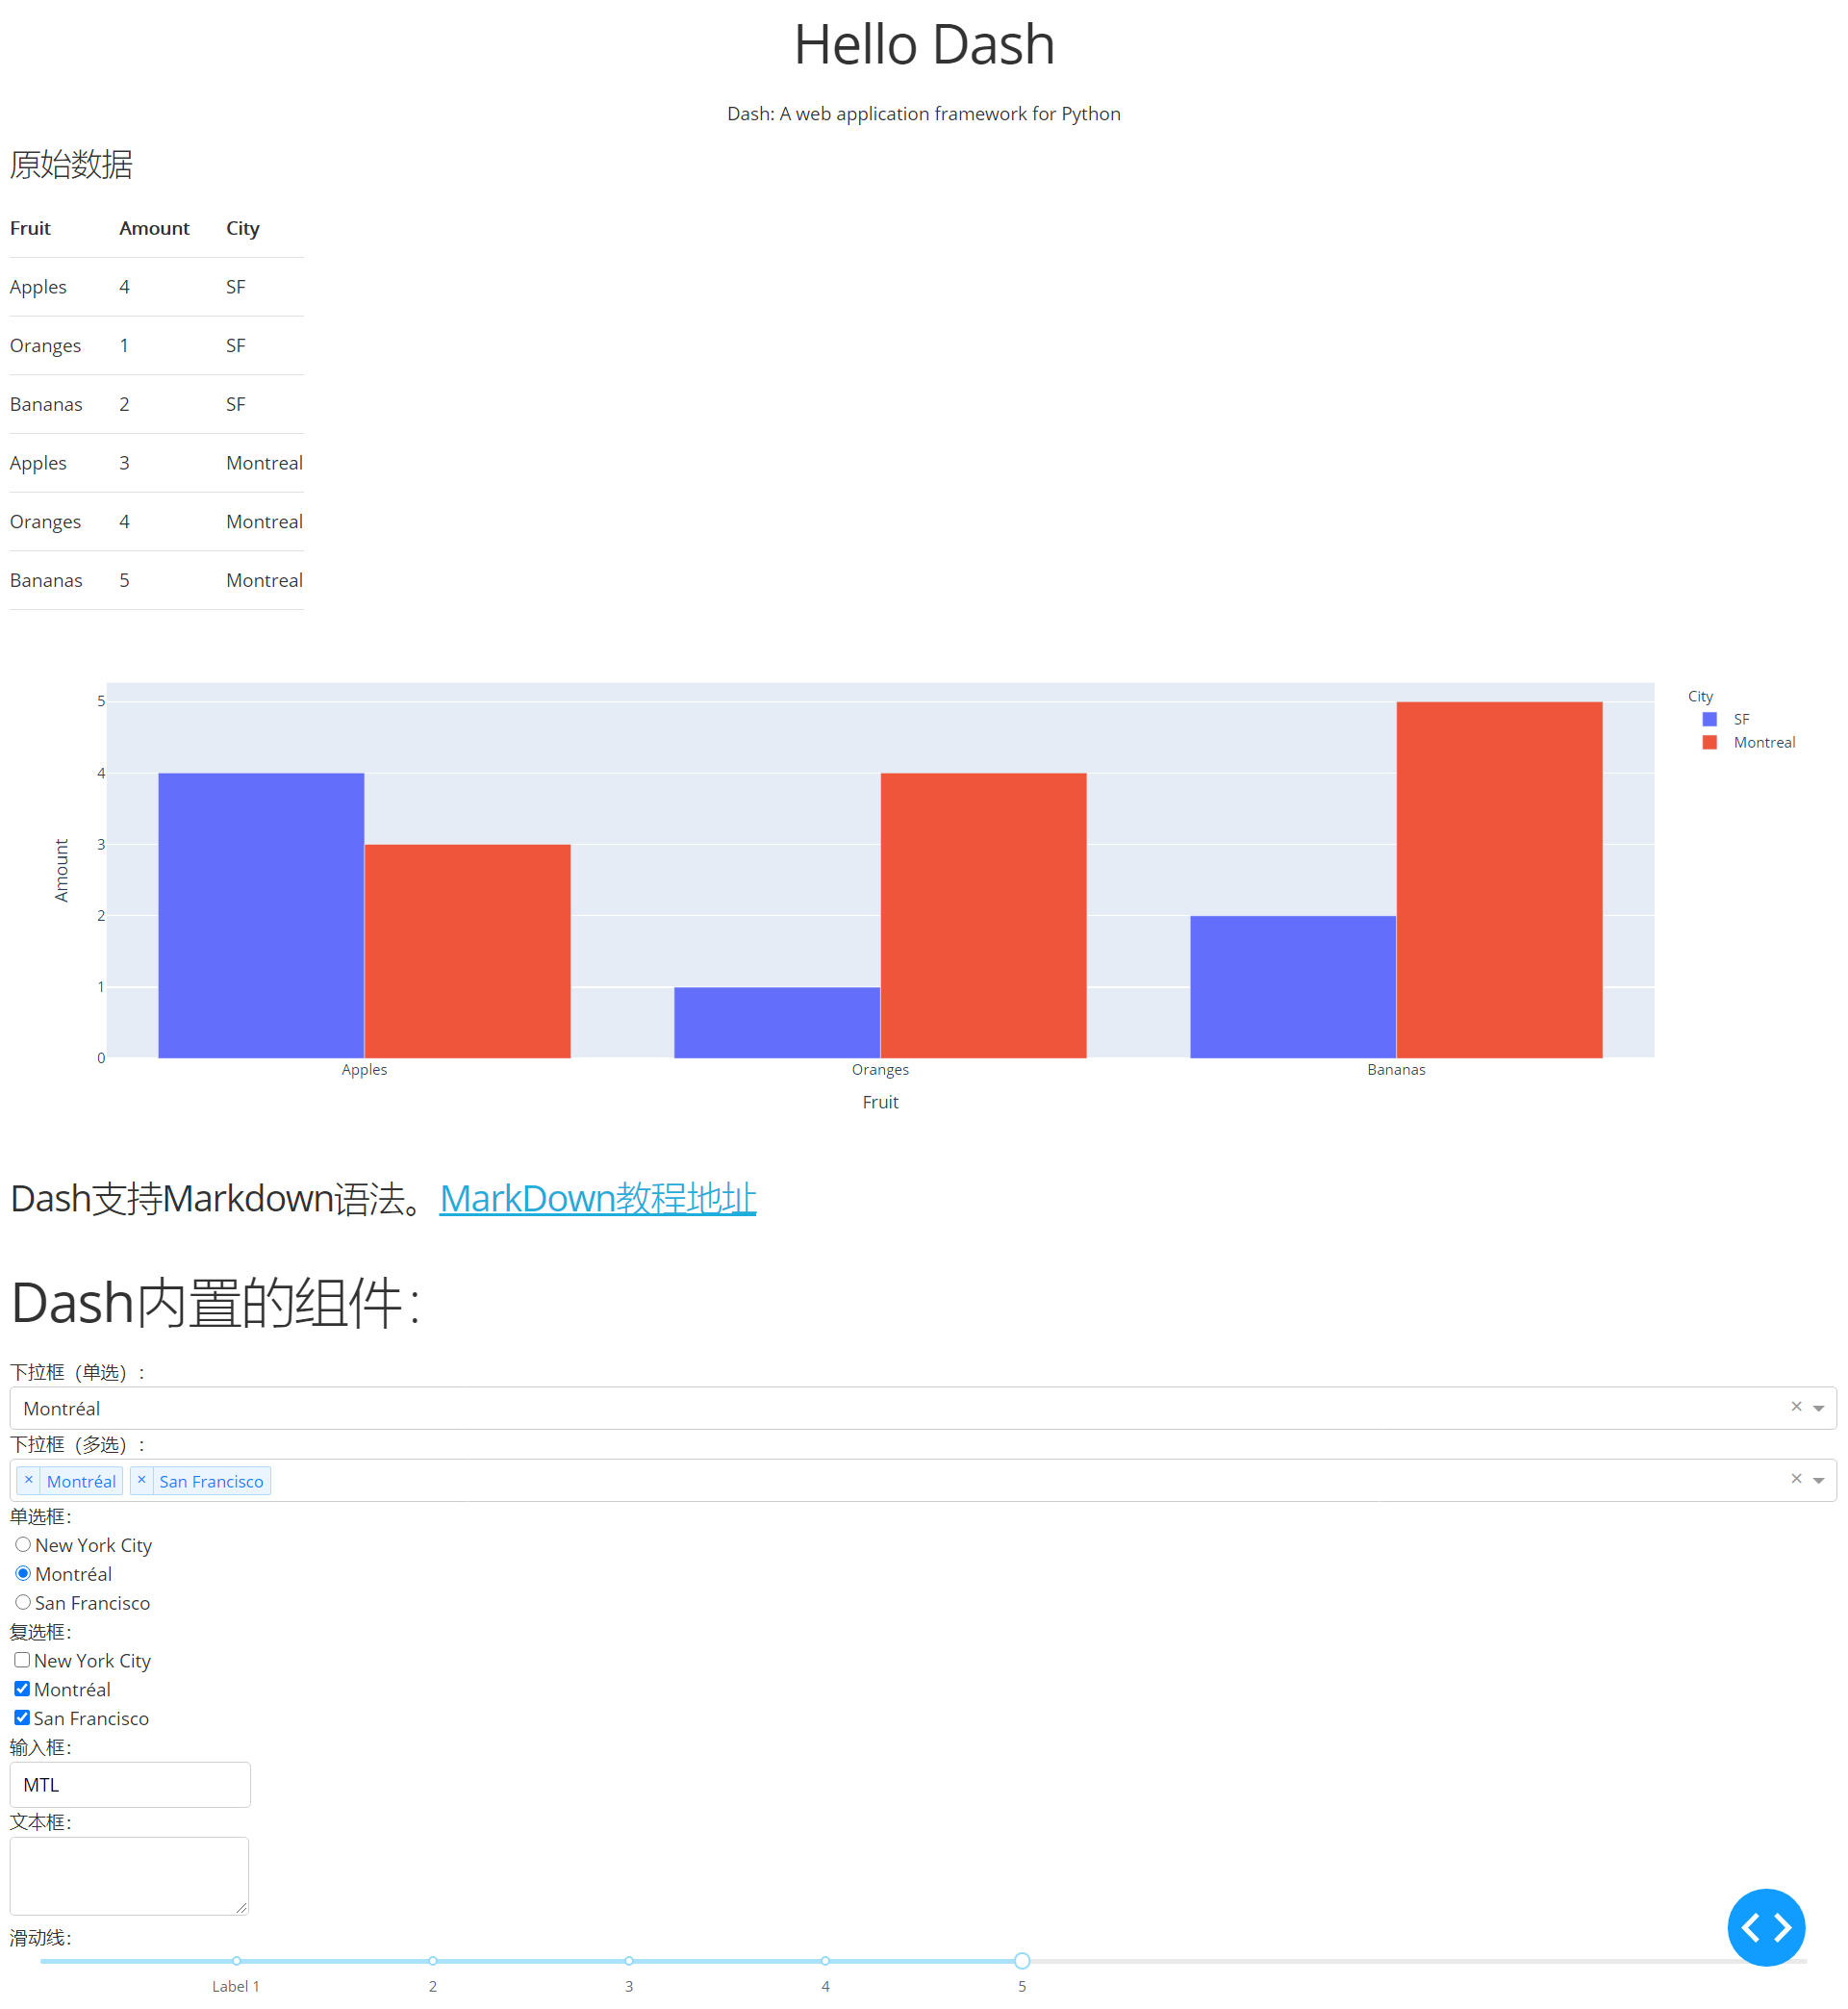 Hello Dash
Dash: A web application framework for Python
原始数据
Fruit Amount City
Apples 4 SF
Oranges 1 SF
Bananas 2 SF
Apples 3 Montreal
Oranges 4 Montreal
Bananas 5 Montreal
City
SF
Montreal
5
4
3
2
1
0
Amount
Apples Oranges Bananas
Fruit
Dash支持Markdown语法。MarkDown教程地址
Dash内置的组件：
下拉框（单选）：
Montréal ×
下拉框（多选）：
× Montréal × San Francisco ×
单选框：
New York City
Montréal
San Francisco
复选框：
New York City
Montréal
San Francisco
输入框：
MTL
文本框：
滑动线：
Label 1 2 3 4 5